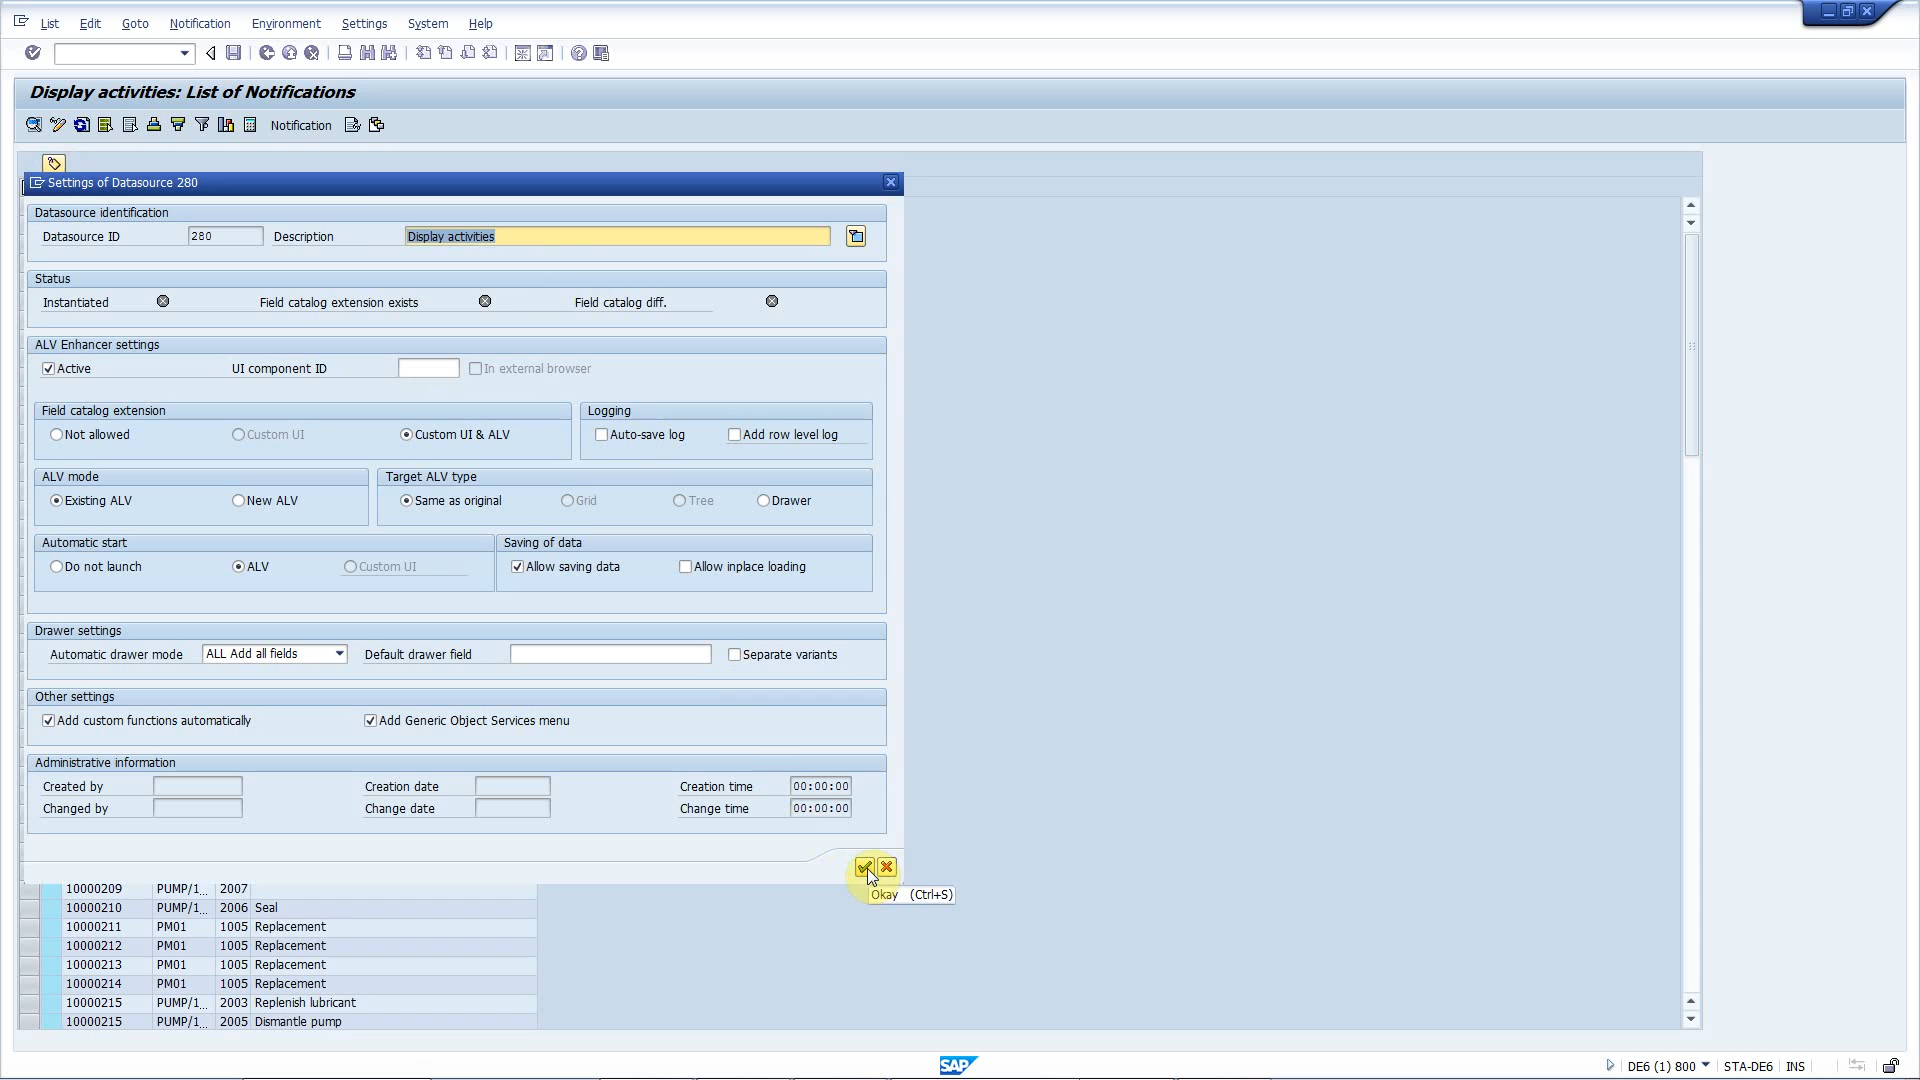 List Edit Goto Notification Environment Settings System Help
Display activities: List of Notifications
Notification
Settings of Datasource 280
Datasource identification
Datasource ID 280 Description Display activities
Status
Instantiated Field catalog extension exists Field catalog diff.
ALV Enhancer settings
Active UI component ID In external browser
Field catalog extension Logging
Not allowed Custom UI Custom UI & ALV Auto-save log Add row level log
ALV mode Target ALV type
Existing ALV New ALV Same as original Grid Tree Drawer
Automatic start Saving of data
Do not launch ALV Custom UI Allow saving data Allow inplace loading
Drawer settings
Automatic drawer mode ALL Add all fields Default drawer field Separate variants
Other settings
Add custom functions automatically Add Generic Object Services menu
Administrative information
Created by Creation date Creation time 00:00:00
Changed by Change date Change time 00:00:00
Okay (Ctrl+S)
10000209 PUMP/1... 2007
10000210 PUMP/1... 2006 Seal
10000211 PM01 1005 Replacement
10000212 PM01 1005 Replacement
10000213 PM01 1005 Replacement
10000214 PM01 1005 Replacement
10000215 PUMP/1... 2003 Replenish lubricant
10000215 PUMP/1... 2005 Dismantle pump
SAP DE6 (1) 800 STA-DE6 INS